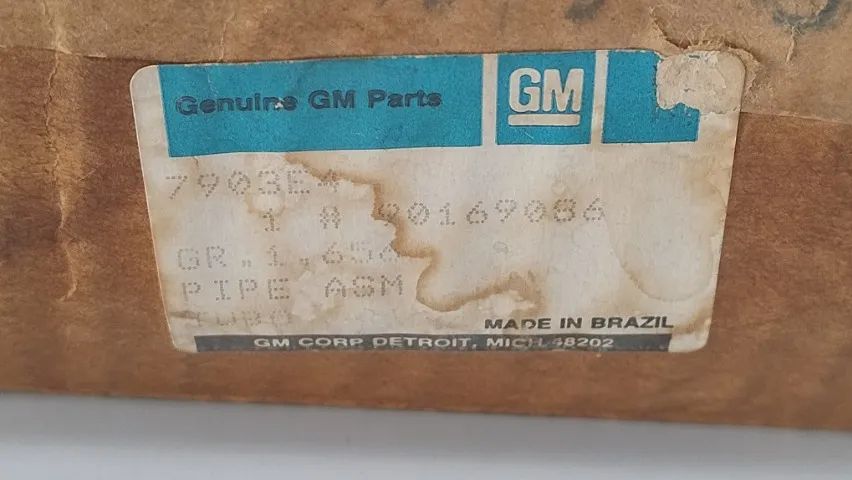 Genuine GM Parts
GM
7903E4
1 # 90169086
GR.1.656
PIPE ASM
TUBO
MADE IN BRAZIL
GM CORP DETROIT, MICH 48202